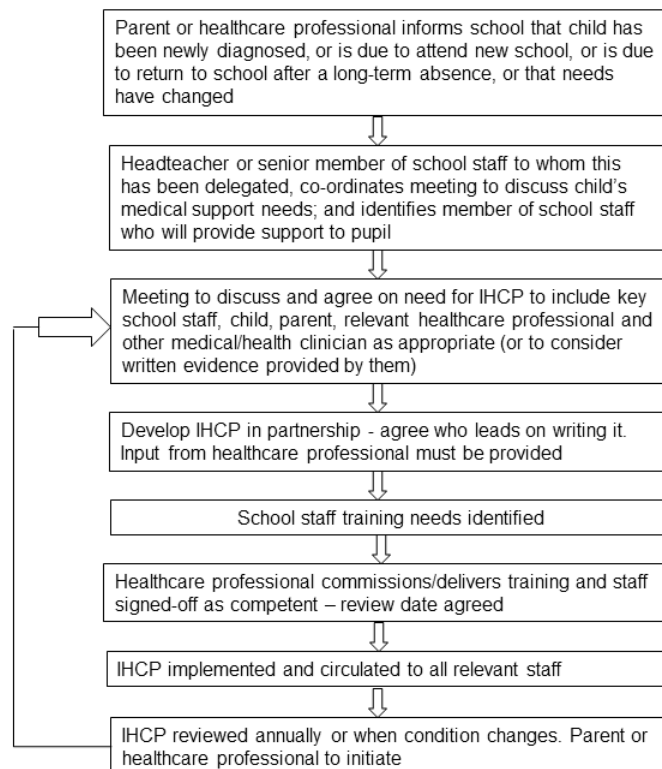 Parent or healthcare professional informs school that child has
been newly diagnosed, or is due to attend new school, or is due
to return to school after a long-term absence, or that needs
have changed
Headteacher or senior member of school staff to whom this
has been delegated, co-ordinates meeting to discuss child's
medical support needs; and identifies member of school staff
who will provide support to pupil
Meeting to discuss and agree on need for IHCP to include key
school staff, child, parent, relevant healthcare professional and
other medical/health clinician as appropriate (or to consider
written evidence provided by them)
Develop IHCP in partnership - agree who leads on writing it.
Input from healthcare professional must be provided
School staff training needs identified
Healthcare professional commissions/delivers training and staff
signed-off as competent – review date agreed
IHCP implemented and circulated to all relevant staff
IHCP reviewed annually or when condition changes. Parent or
healthcare professional to initiate